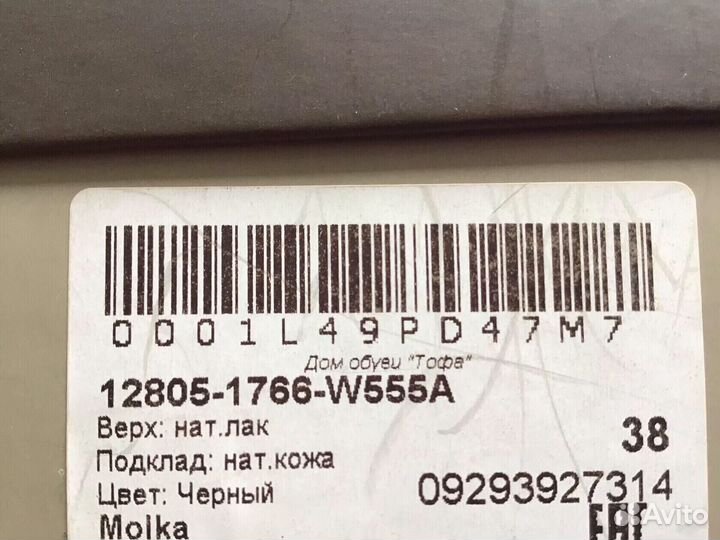 0001L49PD47M7
Дом обуви "Тофа"
12805-1766-W555A
Верх: нат.лак
38
Подклад: нат.кожа
Цвет: Черный
09293927314
Molka
EAC
Avito